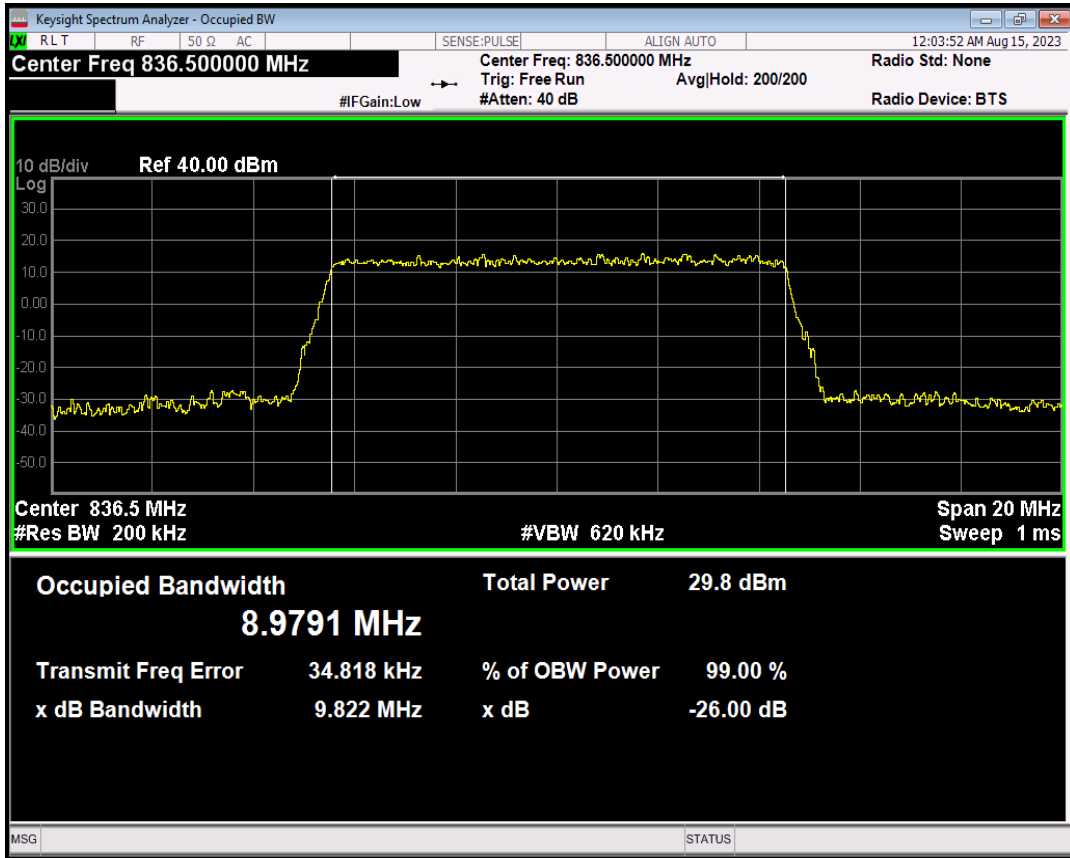 Keysight Spectrum Analyzer - Occupied BW
LXI RLT RF 50 Ω AC SENSE:PULSE ALIGN AUTO 12:03:52 AM Aug 15, 2023
Center Freq 836.500000 MHz Center Freq: 836.500000 MHz Radio Std: None
Trig: Free Run Avg|Hold: 200/200
#IFGain:Low #Atten: 40 dB Radio Device: BTS
10 dB/div Ref 40.00 dBm
Log
30.0
20.0
10.0
0.00
-10.0
-20.0
-30.0
-40.0
-50.0
Center 836.5 MHz Span 20 MHz
#Res BW 200 kHz #VBW 620 kHz Sweep 1 ms
Occupied Bandwidth Total Power 29.8 dBm
8.9791 MHz
Transmit Freq Error 34.818 kHz % of OBW Power 99.00 %
x dB Bandwidth 9.822 MHz x dB -26.00 dB
MSG STATUS